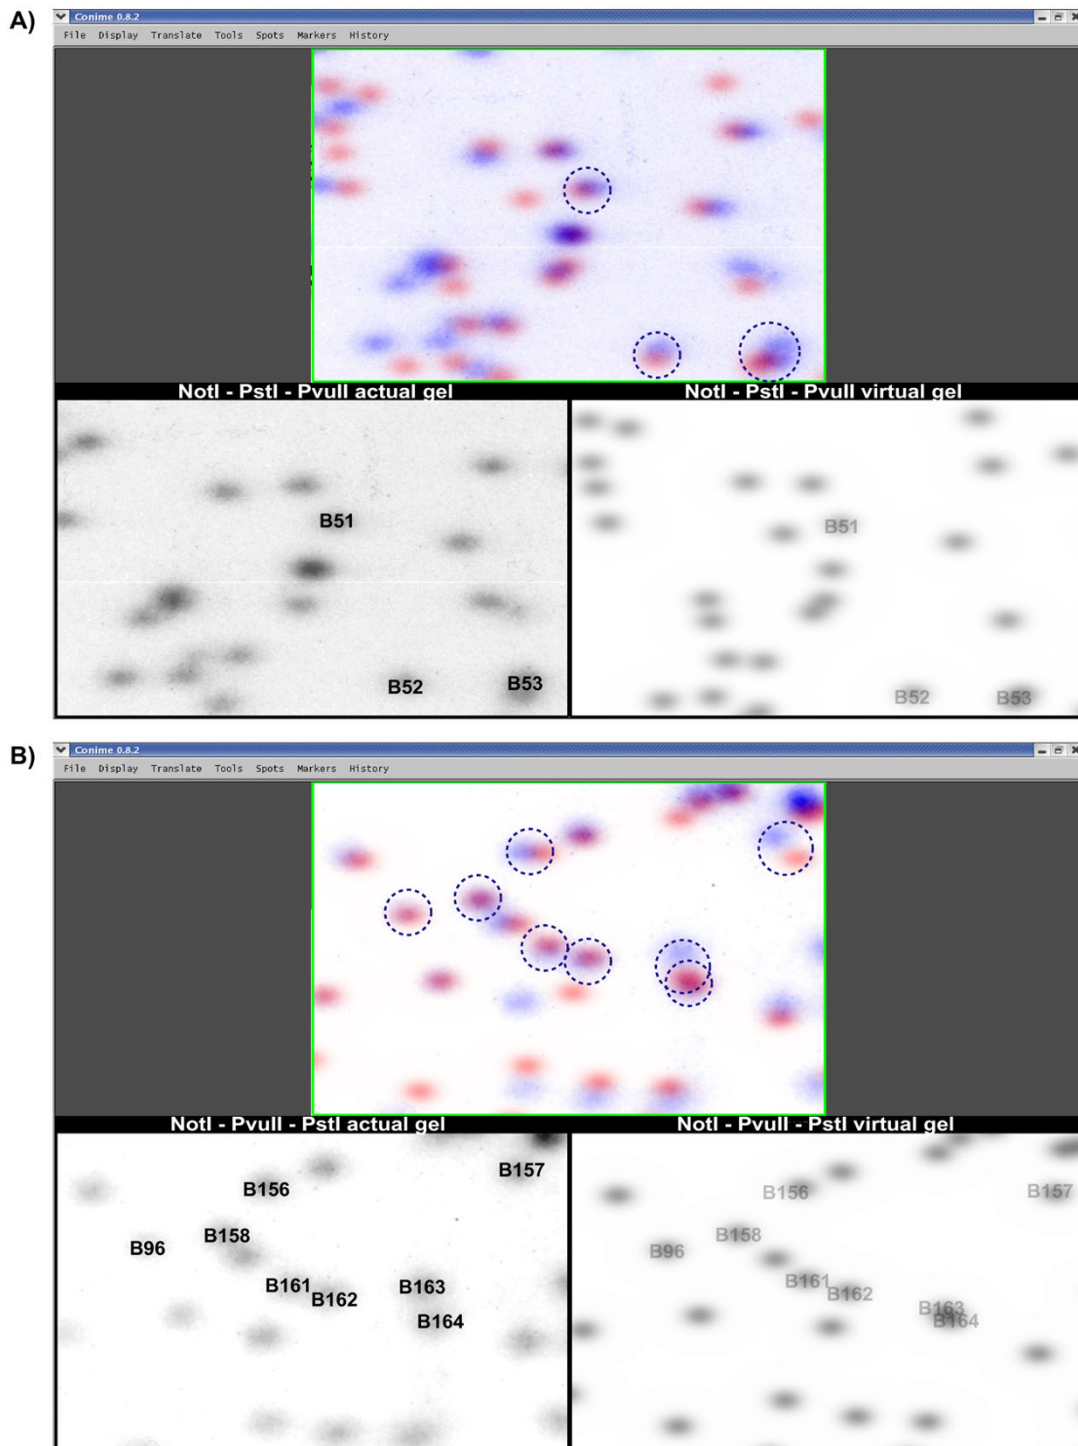 A)
Conime 0.8.2
File Display Translate Tools Spots Markers History
NotI - PstI - PvuII actual gel
NotI - PstI - PvuII virtual gel
B51
B52
B53
B51
B52
B53
B)
Conime 0.8.2
File Display Translate Tools Spots Markers History
NotI - PvuII - PstI actual gel
NotI - PvuII - PstI virtual gel
B157
B156
B158
B96
B161
B163
B162
B164
B156
B157
B158
B96
B161
B162
B163
B164